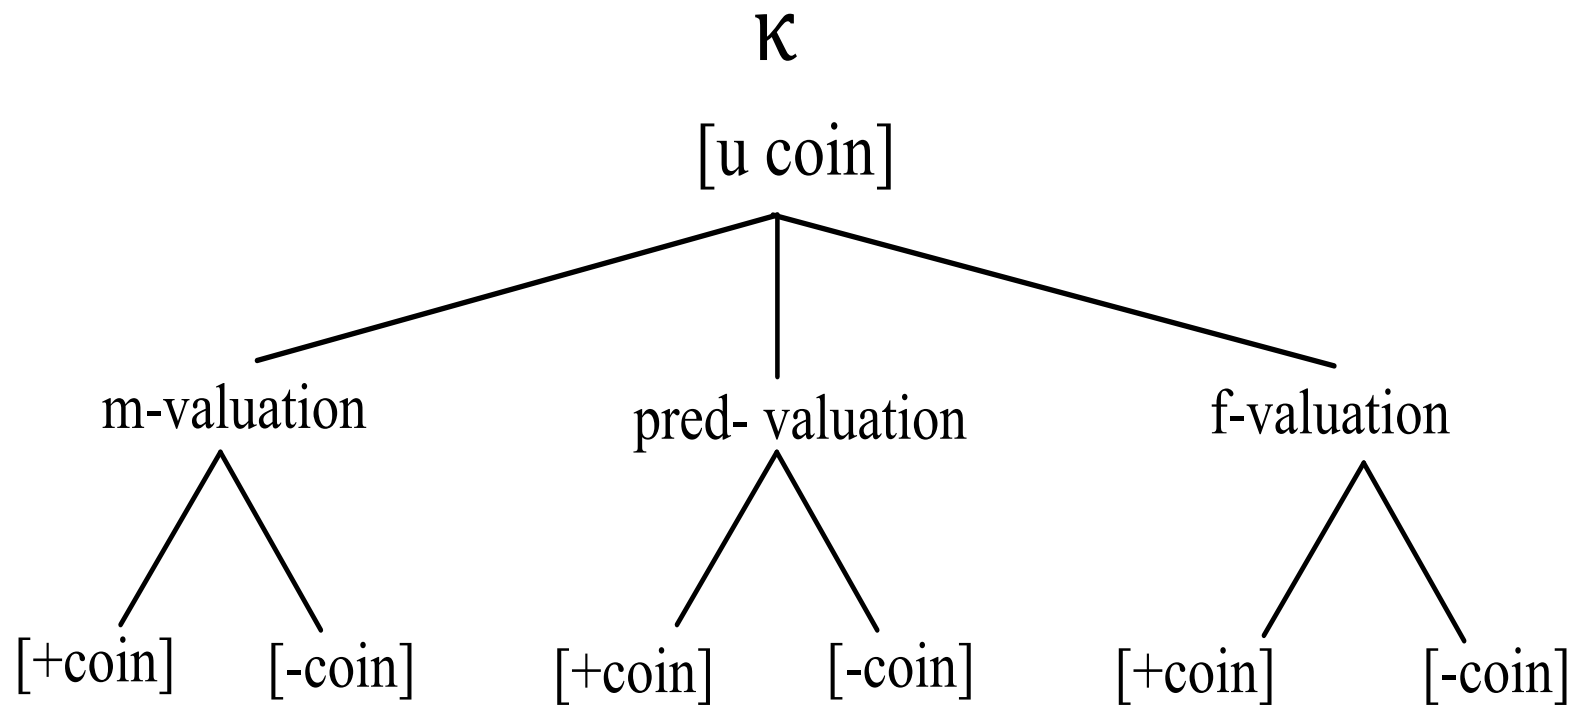 κ
[u coin]
m-valuation pred- valuation f-valuation
[+coin] [-coin] [+coin] [-coin] [+coin] [-coin]